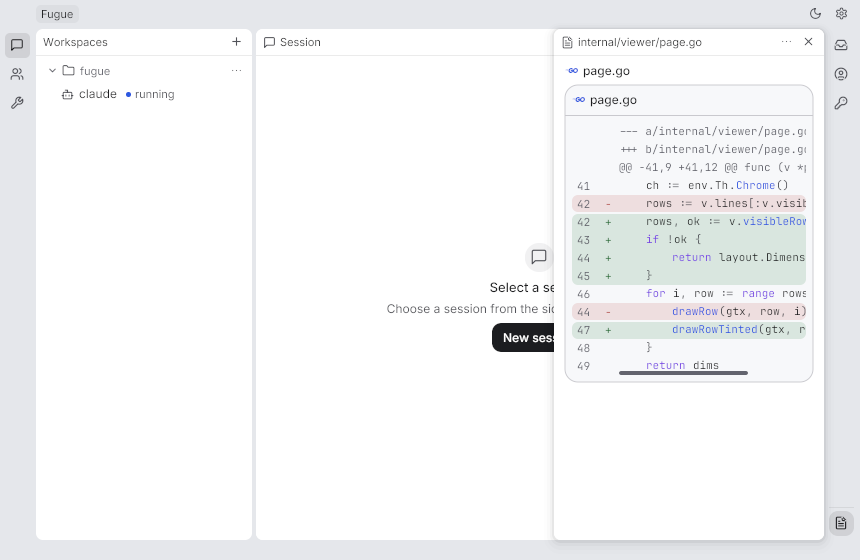 Fugue
Workspaces
fugue
claude
running
Session
Select a se
Choose a session from the sid
New sess
internal/viewer/page.go
page.go
page.go
--- a/internal/viewer/page.go
+++ b/internal/viewer/page.go
@@ -41,9 +41,12 @@ func (v *p
41 ch := env.Th.Chrome()
42 - rows := v.lines[:v.visib
42 + rows, ok := v.visibleRow
43 + if !ok {
44 + return layout.Dimens
45 + }
46 for i, row := range rows
44 - drawRow(gtx, row, i)
47 + drawRowTinted(gtx, r
48 }
49 return dims